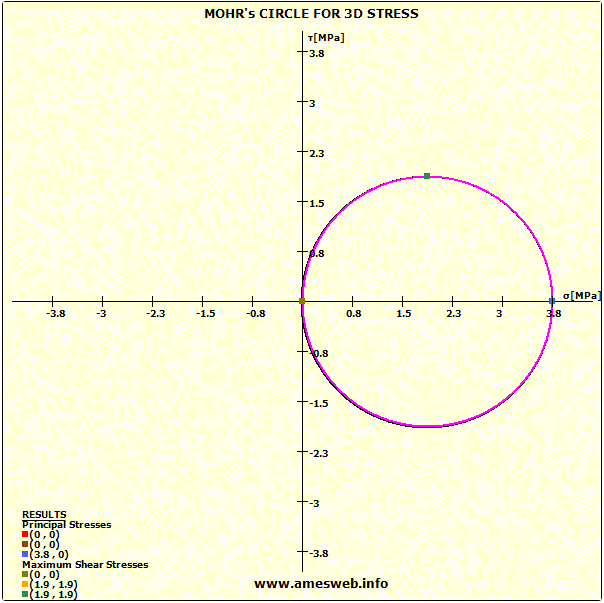 MOHR's CIRCLE FOR 3D STRESS
τ[MPa]
3.8
3
2.3
1.5
0.8
σ[MPa]
-3.8 -3 -2.3 -1.5 -0.8 0.8 1.5 2.3 3 3.8
-0.8
-1.5
-2.3
-3
-3.8
RESULTS
Principal Stresses
(0 , 0)
(0 , 0)
(3.8 , 0)
Maximum Shear Stresses
(0 , 0)
(1.9 , 1.9)
(1.9 , 1.9)
www.amesweb.info